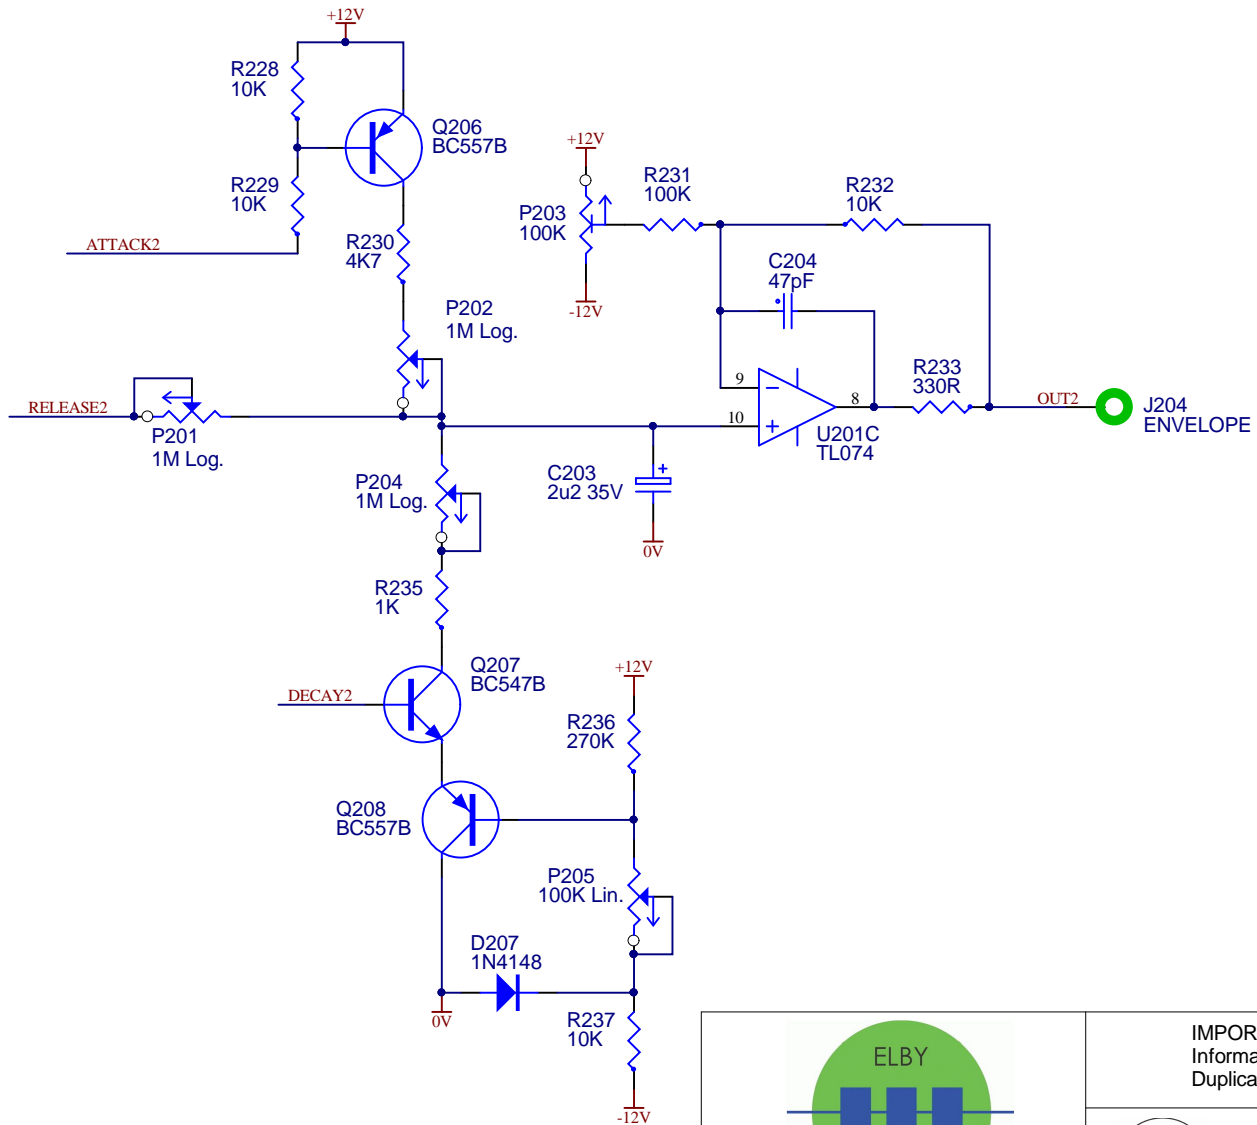 +12V
R228
10K
Q206
BC557B
R229
10K
ATTACK2
R230
4K7
P202
1M Log.
RELEASE2
P201
1M Log.
+12V
P203
100K
-12V
R231
100K
R232
10K
C204
47pF
9
10
8
U201C
TL074
R233
330R
OUT2
J204
ENVELOPE
P204
1M Log.
C203
2u2 35V
0V
R235
1K
Q207
BC547B
DECAY2
+12V
R236
270K
Q208
BC557B
P205
100K Lin.
D207
1N4148
0V
R237
10K
-12V
ELBY
IMPOR
Informa
Duplica